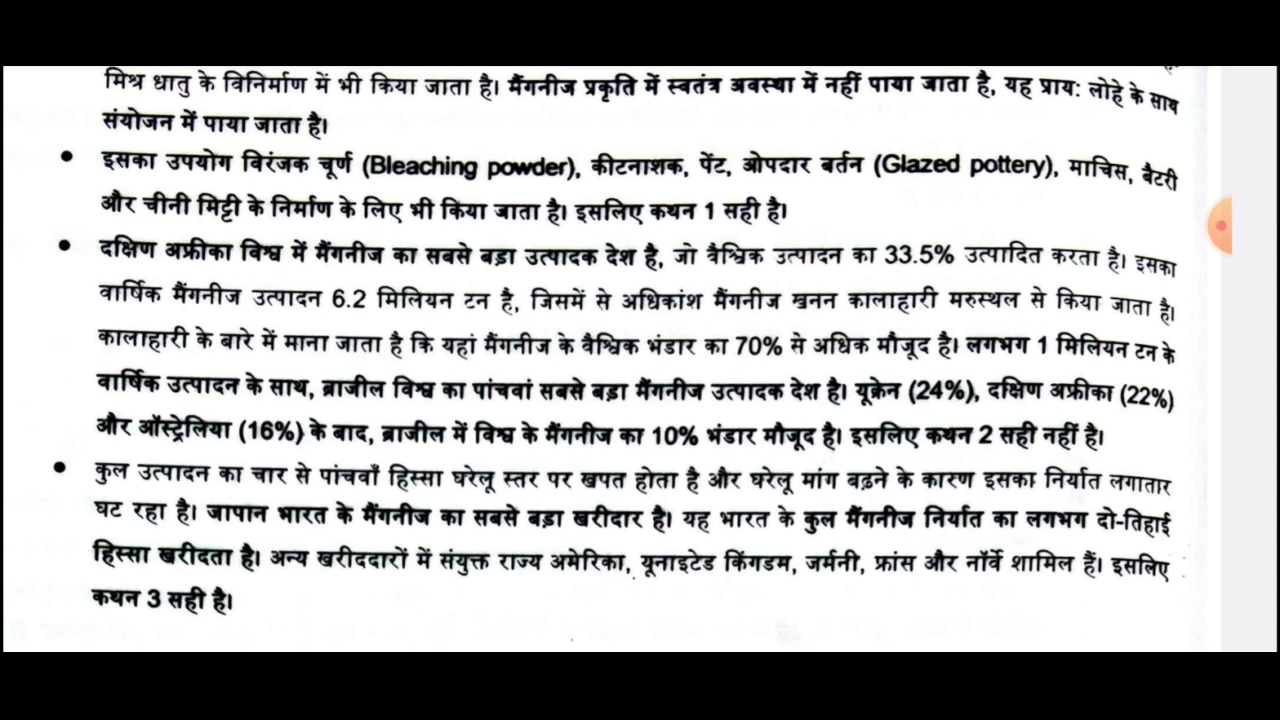 मिश्र धातु के विनिर्माण में भी किया जाता है। मैंगनीज प्रकृति में स्वतंत्र अवस्था में नहीं पाया जाता है, यह प्राय: लोहे के साथ
संयोजन में पाया जाता है।
• इसका उपयोग विरंजक चूर्ण (Bleaching powder), कीटनाशक, पेंट, ओपदार बर्तन (Glazed pottery), माचिस, बैटरी
और चीनी मिट्टी के निर्माण के लिए भी किया जाता है। इसलिए कथन 1 सही है।
• दक्षिण अफ्रीका विश्व में मैंगनीज का सबसे बड़ा उत्पादक देश है, जो वैश्विक उत्पादन का 33.5% उत्पादित करता है। इसका
वार्षिक मैंगनीज उत्पादन 6.2 मिलियन टन है, जिसमें से अधिकांश मैंगनीज खनन कालाहारी मरुस्थल से किया जाता है।
कालाहारी के बारे में माना जाता है कि यहां मैंगनीज के वैश्विक भंडार का 70% से अधिक मौजूद है। लगभग 1 मिलियन टन के
वार्षिक उत्पादन के साथ, ब्राजील विश्व का पांचवां सबसे बड़ा मैंगनीज उत्पादक देश है। यूक्रेन (24%), दक्षिण अफ्रीका (22%)
और ऑस्ट्रेलिया (16%) के बाद, ब्राजील में विश्व के मैंगनीज का 10% भंडार मौजूद है। इसलिए कथन 2 सही नहीं है।
• कुल उत्पादन का चार से पांचवाँ हिस्सा घरेलू स्तर पर खपत होता है और घरेलू मांग बढ़ने के कारण इसका निर्यात लगातार
घट रहा है। जापान भारत के मैंगनीज का सबसे बड़ा खरीदार है। यह भारत के कुल मैंगनीज निर्यात का लगभग दो-तिहाई
हिस्सा खरीदता है। अन्य खरीददारों में संयुक्त राज्य अमेरिका, यूनाइटेड किंगडम, जर्मनी, फ्रांस और नॉर्वे शामिल हैं। इसलिए
कथन 3 सही है।